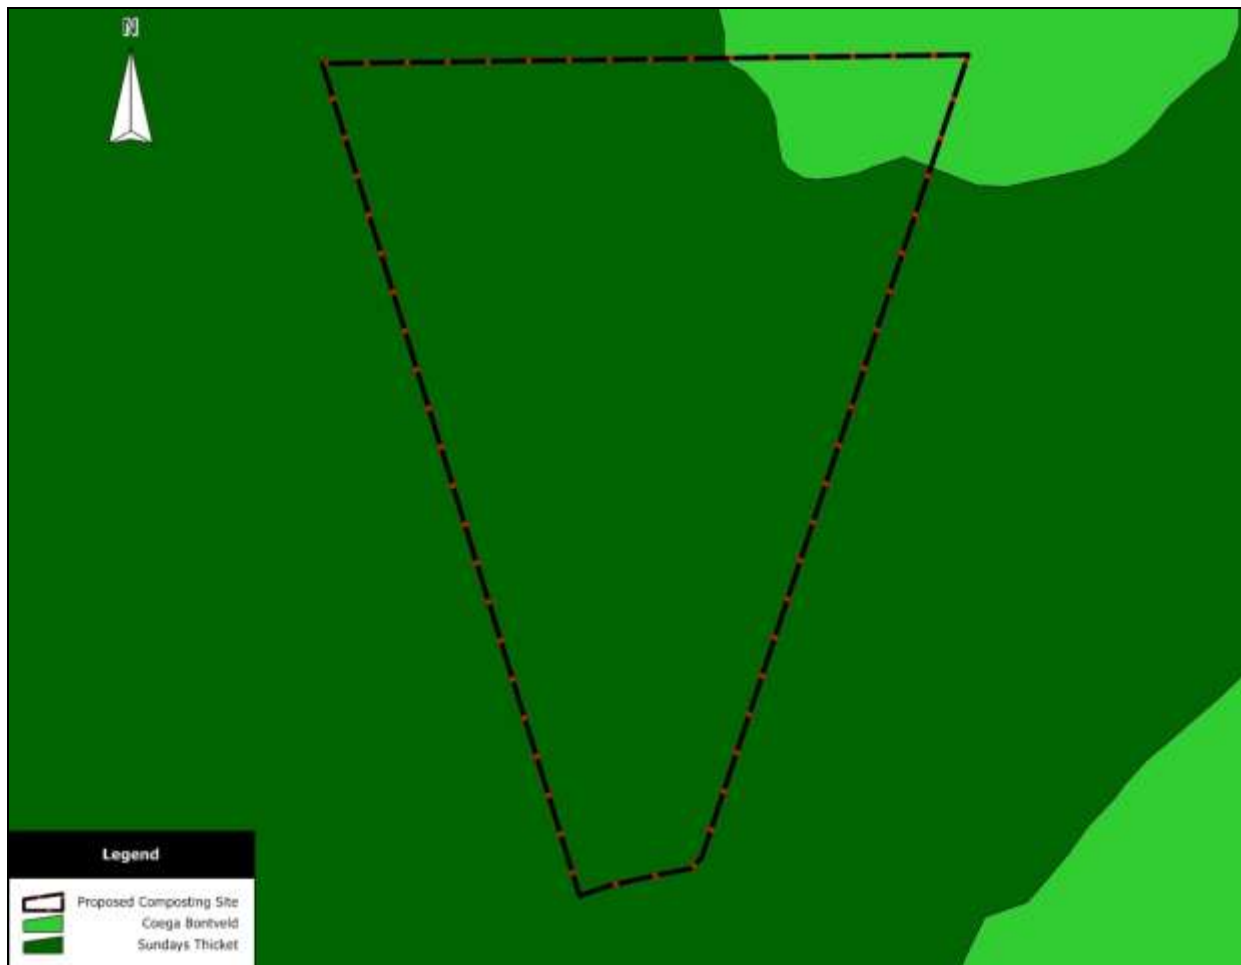 N
Legend
Proposed Composting Site
Coega Bontveld
Sundays Thicket